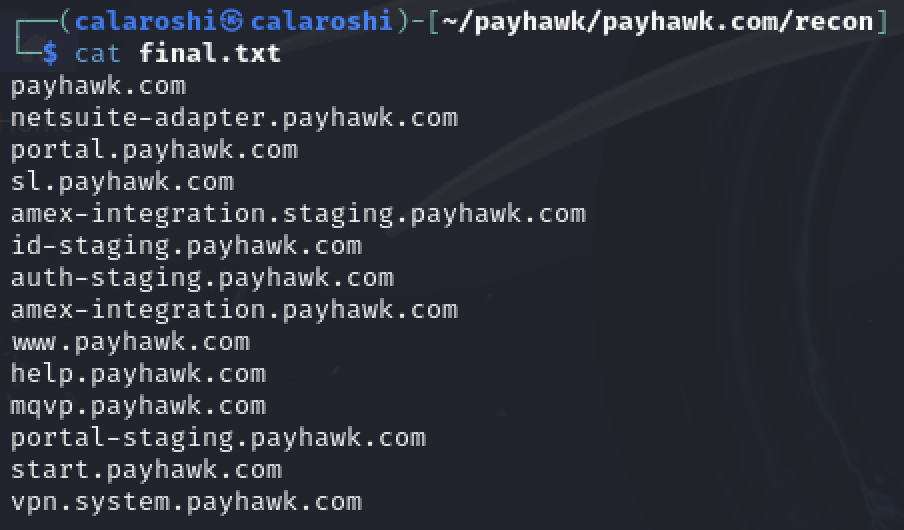 ┌──(calaroshi㉿calaroshi)-[~/payhawk/payhawk.com/recon]
└─$ cat final.txt
payhawk.com
netsuite-adapter.payhawk.com
portal.payhawk.com
sl.payhawk.com
amex-integration.staging.payhawk.com
id-staging.payhawk.com
auth-staging.payhawk.com
amex-integration.payhawk.com
www.payhawk.com
help.payhawk.com
mqvp.payhawk.com
portal-staging.payhawk.com
start.payhawk.com
vpn.system.payhawk.com